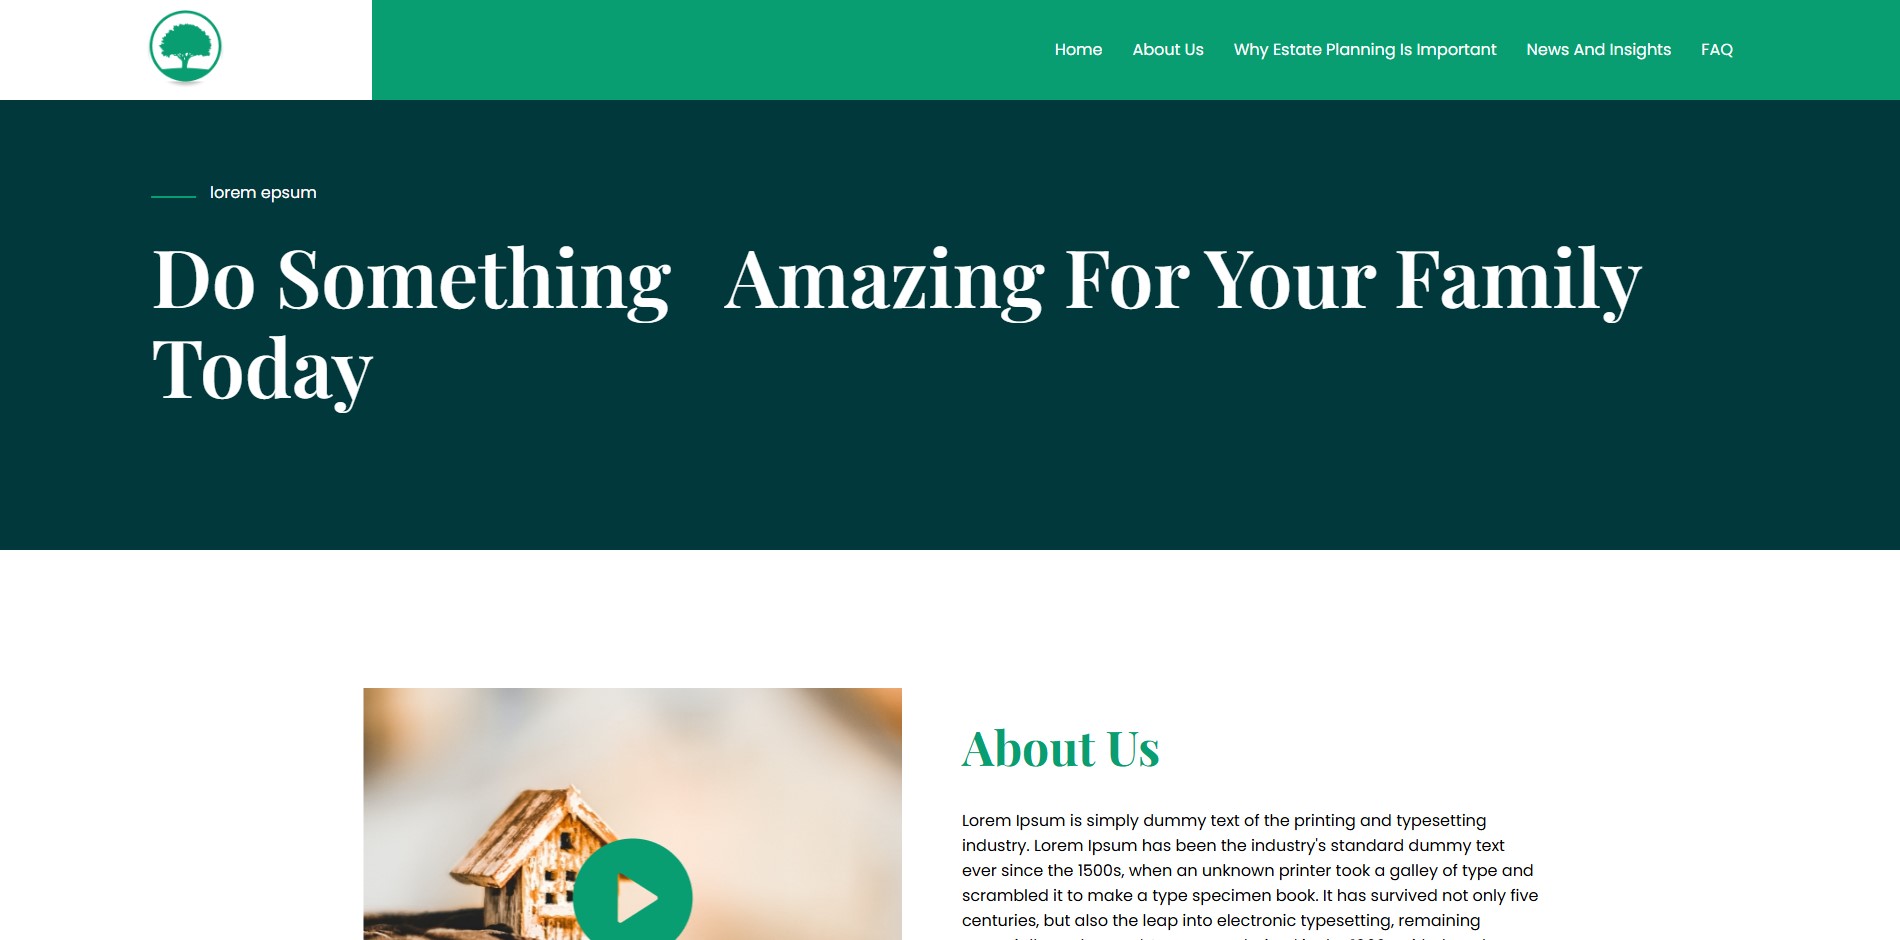 Home About Us Why Estate Planning Is Important News And Insights FAQ
lorem epsum
Do Something Amazing For Your Family
Today
About Us
Lorem Ipsum is simply dummy text of the printing and typesetting
industry. Lorem Ipsum has been the industry's standard dummy text
ever since the 1500s, when an unknown printer took a galley of type and
scrambled it to make a type specimen book. It has survived not only five
centuries, but also the leap into electronic typesetting, remaining